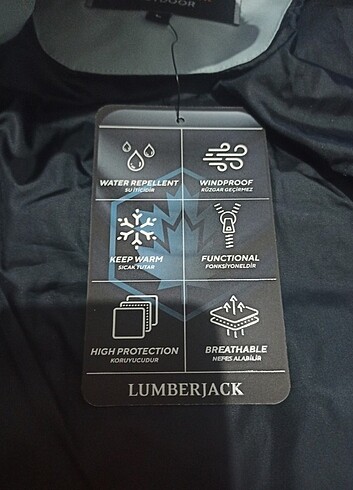 OUTDOOR
L
WATER REPELLENT
SU İTİCİDİR
WINDPROOF
RÜZGAR GEÇİRMEZ
KEEP WARM
SICAK TUTAR
FUNCTIONAL
FONKSİYONELDİR
HIGH PROTECTION
KORUYUCUDUR
BREATHABLE
NEFES ALABİLİR
LUMBERJACK